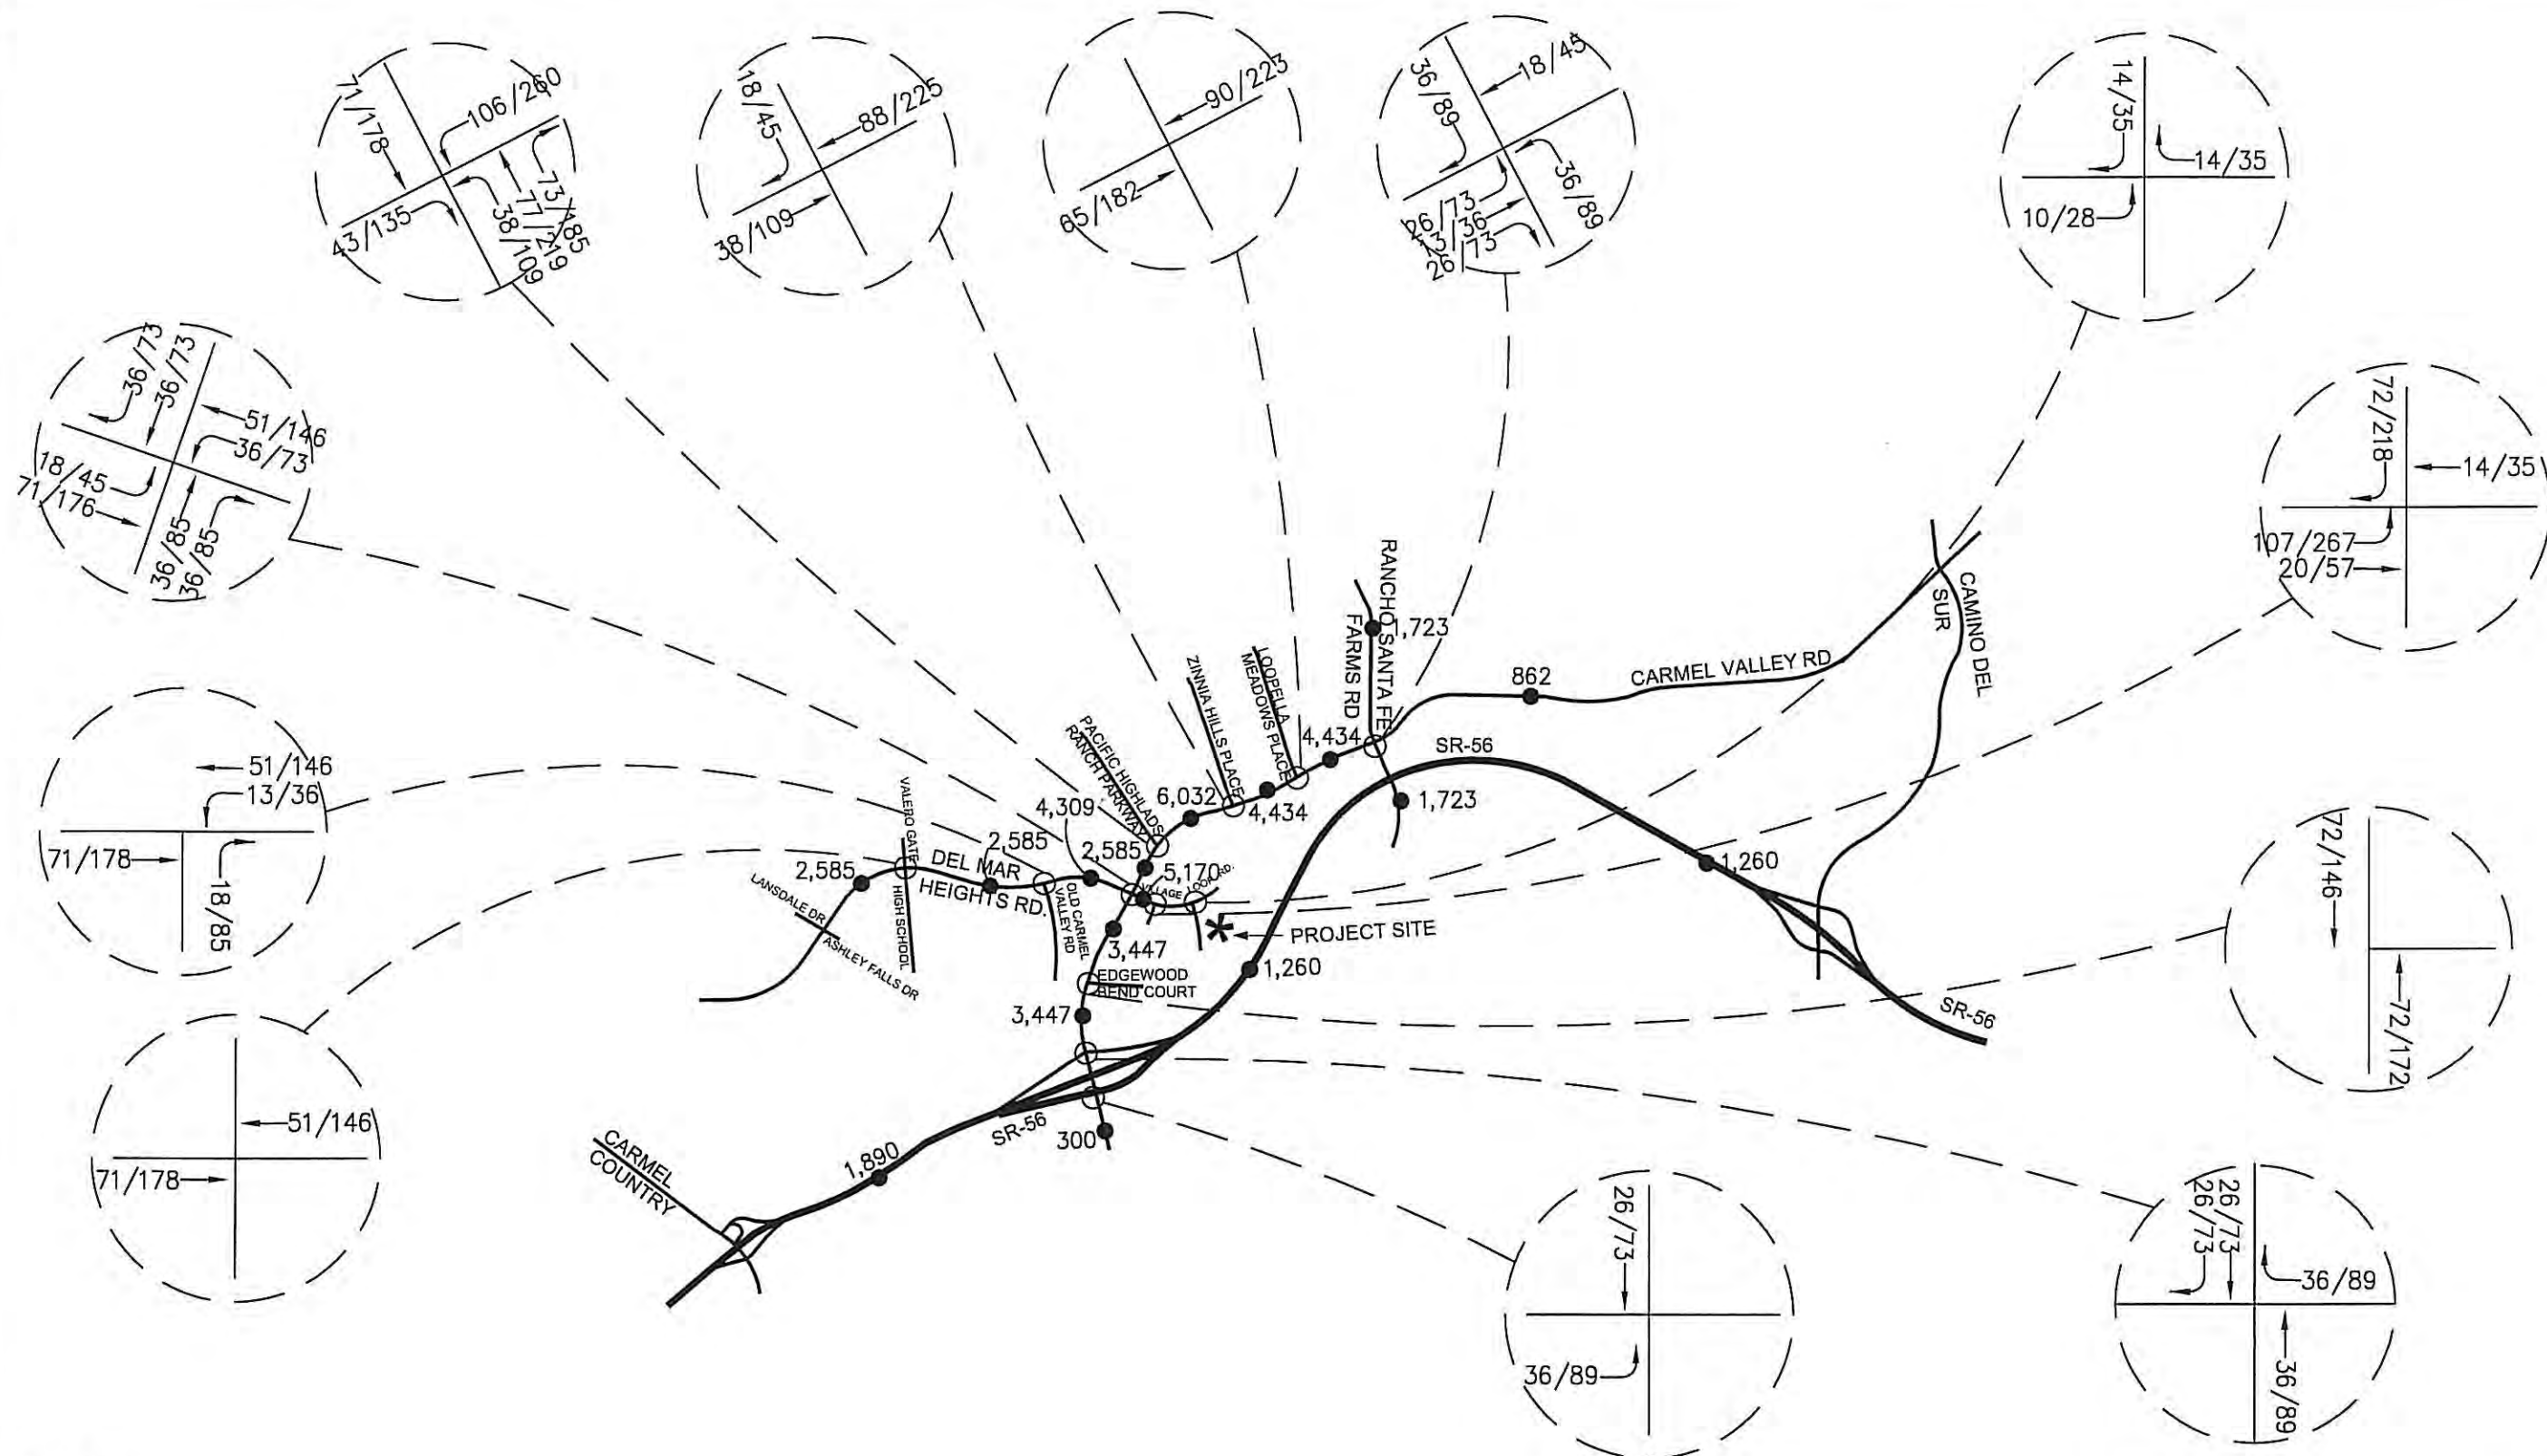 71/178
106/260
43/135
73/185
77/219
38/109
18/45
88/225
38/109
90/223
65/182
36/89
18/45
36/89
26/73
13/36
26/73
14/35
14/35
10/28
36/73
36/73
51/146
36/73
18/45
71/176
36/85
36/85
72/218
14/35
107/267
20/57
51/146
13/36
71/178
18/85
51/146
71/178
72/146
72/172
26/73
36/89
26/73
26/73
36/89
36/89
RANCHO SANTA FE
FARMS RD
1,723
CAMINO DEL
SUR
862
CARMEL VALLEY RD
LOOPELLA
MEADOWS PLACE
ZINNIA HILLS PLACE
4,434
SR-56
PACIFIC HIGHLADS
RANCH PARKWAY
6,032
4,434
1,723
4,309
VALERO GATE
2,585
2,585
5,170
VILLAGE LOOP RD.
1,260
2,585
DEL MAR
HEIGHTS RD.
LANSDALE DR
ASHLEY FALLS DR
HIGH SCHOOL
OLD CARMEL
VALLEY RD
PROJECT SITE
3,447
1,260
EDGEWOOD
BEND COURT
3,447
SR-56
SR-56
300
1,890
CARMEL
COUNTRY